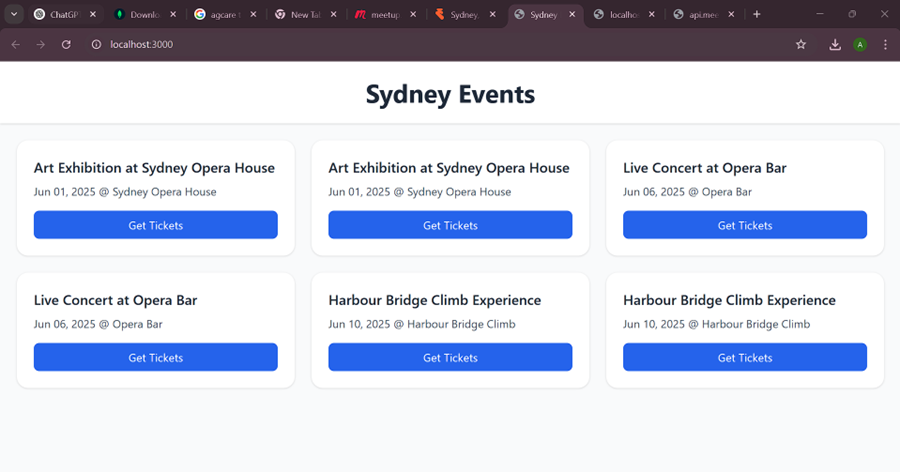 ChatGP
Downlo
agcare t
New Tal
meetup
Sydney,
Sydney
localho
api.mee
localhost:3000
A
Sydney Events
Art Exhibition at Sydney Opera House
Jun 01, 2025 @ Sydney Opera House
Get Tickets
Art Exhibition at Sydney Opera House
Jun 01, 2025 @ Sydney Opera House
Get Tickets
Live Concert at Opera Bar
Jun 06, 2025 @ Opera Bar
Get Tickets
Live Concert at Opera Bar
Jun 06, 2025 @ Opera Bar
Get Tickets
Harbour Bridge Climb Experience
Jun 10, 2025 @ Harbour Bridge Climb
Get Tickets
Harbour Bridge Climb Experience
Jun 10, 2025 @ Harbour Bridge Climb
Get Tickets